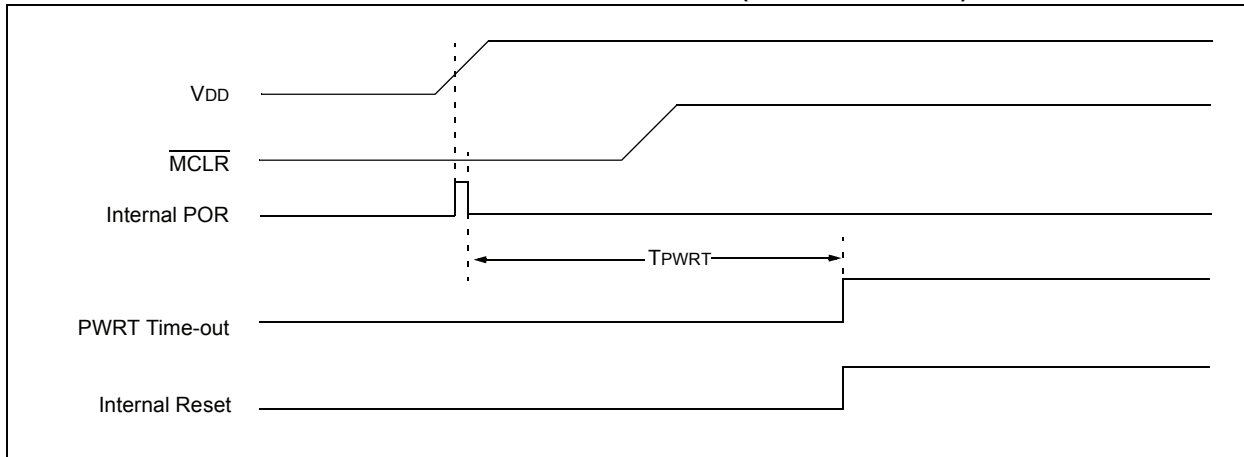 VDD
MCLR
Internal POR
TPWRT
PWRT Time-out
Internal Reset